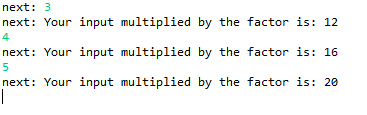 next: 3
next: Your input multiplied by the factor is: 12
4
next: Your input multiplied by the factor is: 16
5
next: Your input multiplied by the factor is: 20